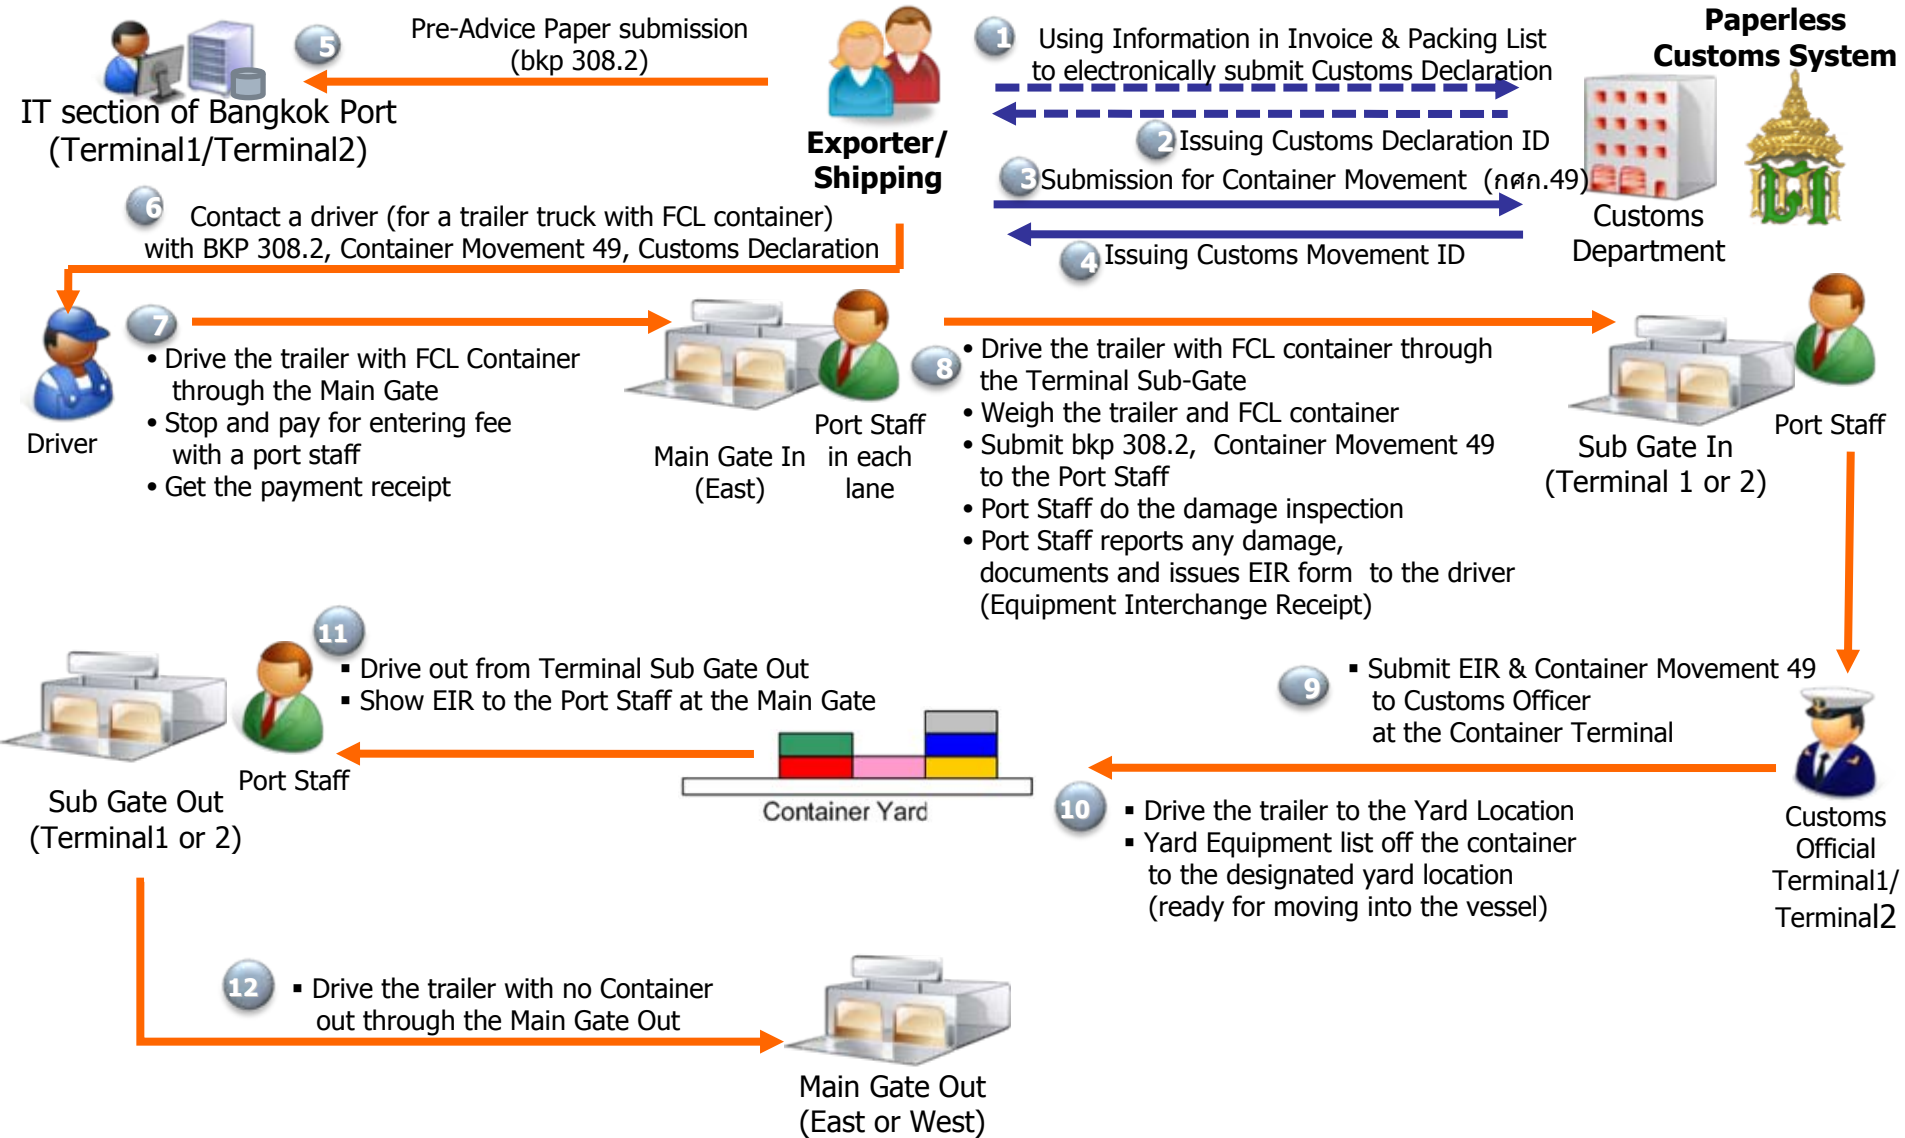 Paperless
Customs System
1
Using Information in Invoice & Packing List
to electronically submit Customs Declaration
2
Issuing Customs Declaration ID
3
Submission for Container Movement (กศก.49)
4
Issuing Customs Movement ID
Customs
Department
Exporter/
Shipping
5
Pre-Advice Paper submission
(bkp 308.2)
IT section of Bangkok Port
(Terminal1/Terminal2)
6
Contact a driver (for a trailer truck with FCL container)
with BKP 308.2, Container Movement 49, Customs Declaration
Driver
7
• Drive the trailer with FCL Container
through the Main Gate
• Stop and pay for entering fee
with a port staff
• Get the payment receipt
Main Gate In
(East)
Port Staff
in each
lane
8
• Drive the trailer with FCL container through
the Terminal Sub-Gate
• Weigh the trailer and FCL container
• Submit bkp 308.2, Container Movement 49
to the Port Staff
• Port Staff do the damage inspection
• Port Staff reports any damage,
documents and issues EIR form to the driver
(Equipment Interchange Receipt)
Sub Gate In
(Terminal 1 or 2)
Port Staff
9
▪ Submit EIR & Container Movement 49
to Customs Officer
at the Container Terminal
Customs
Official
Terminal1/
Terminal2
10
▪ Drive the trailer to the Yard Location
▪ Yard Equipment list off the container
to the designated yard location
(ready for moving into the vessel)
Container Yard
11
▪ Drive out from Terminal Sub Gate Out
▪ Show EIR to the Port Staff at the Main Gate
Port Staff
Sub Gate Out
(Terminal1 or 2)
12
▪ Drive the trailer with no Container
out through the Main Gate Out
Main Gate Out
(East or West)